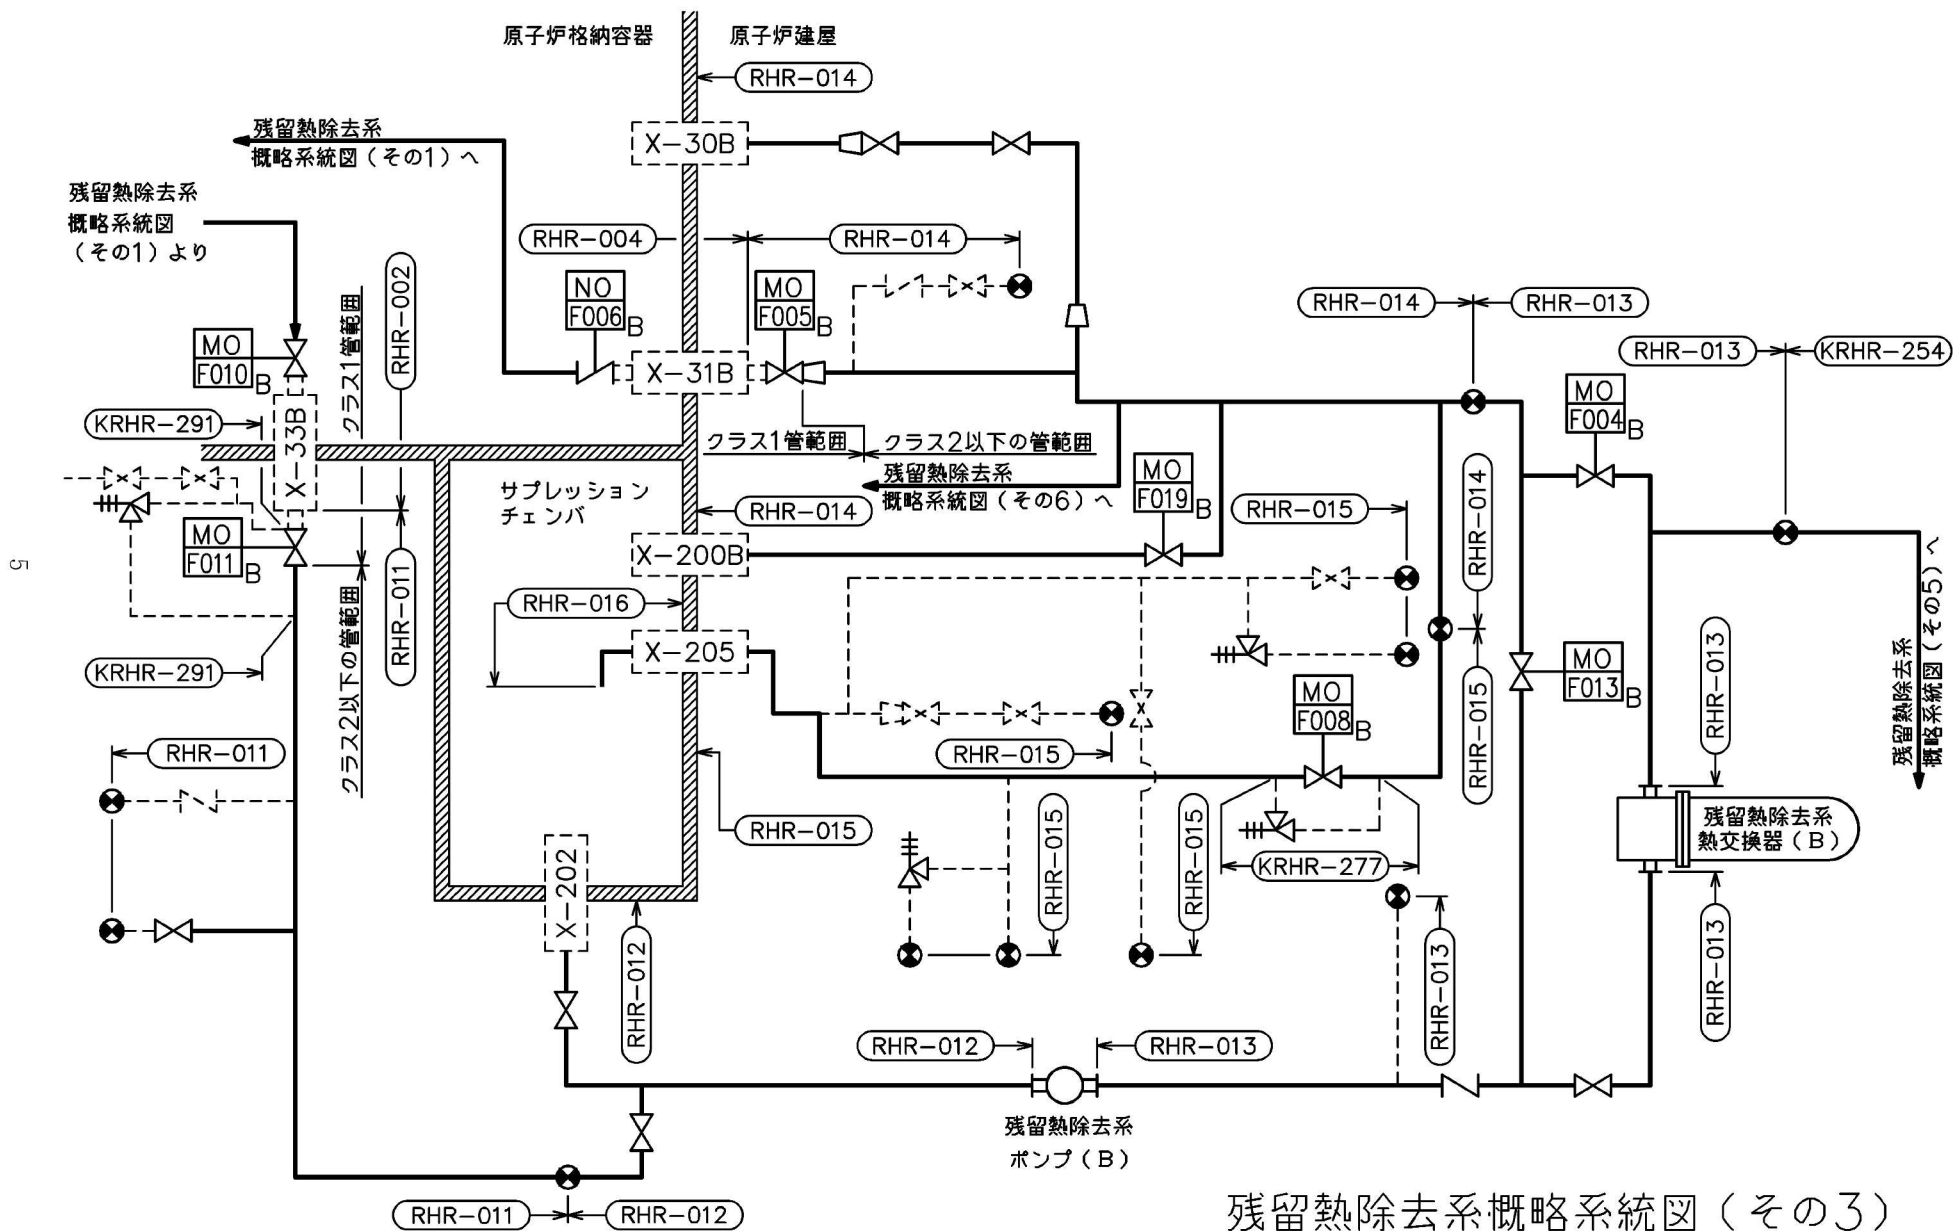 原子炉格納容器
原子炉建屋
RHR-014
残留熱除去系
概略系統図（その1）へ
X-30B
残留熱除去系
概略系統図
（その1）より
RHR-004
RHR-014
RHR-002
クラス1管範囲
NO
F006
B
MO
F005
B
RHR-014
RHR-013
RHR-013
KRHR-254
MO
F010
B
X-31B
MO
F004
B
KRHR-291
X-33B
クラス1管範囲
クラス2以下の管範囲
残留熱除去系
概略系統図（その6）へ
MO
F019
B
サプレッション
チェンバ
RHR-014
RHR-015
RHR-014
MO
F011
B
X-200B
RHR-011
クラス2以下の管範囲
RHR-016
X-205
KRHR-291
MO
F013
B
RHR-013
残留熱除去系
概略系統図（その5）へ
MO
F008
B
RHR-015
RHR-011
RHR-015
RHR-015
RHR-015
RHR-015
KRHR-277
残留熱除去系
熱交換器（B）
X-202
RHR-012
RHR-013
RHR-013
RHR-012
RHR-013
残留熱除去系
ポンプ（B）
RHR-011
RHR-012
残留熱除去系概略系統図（その3）
5